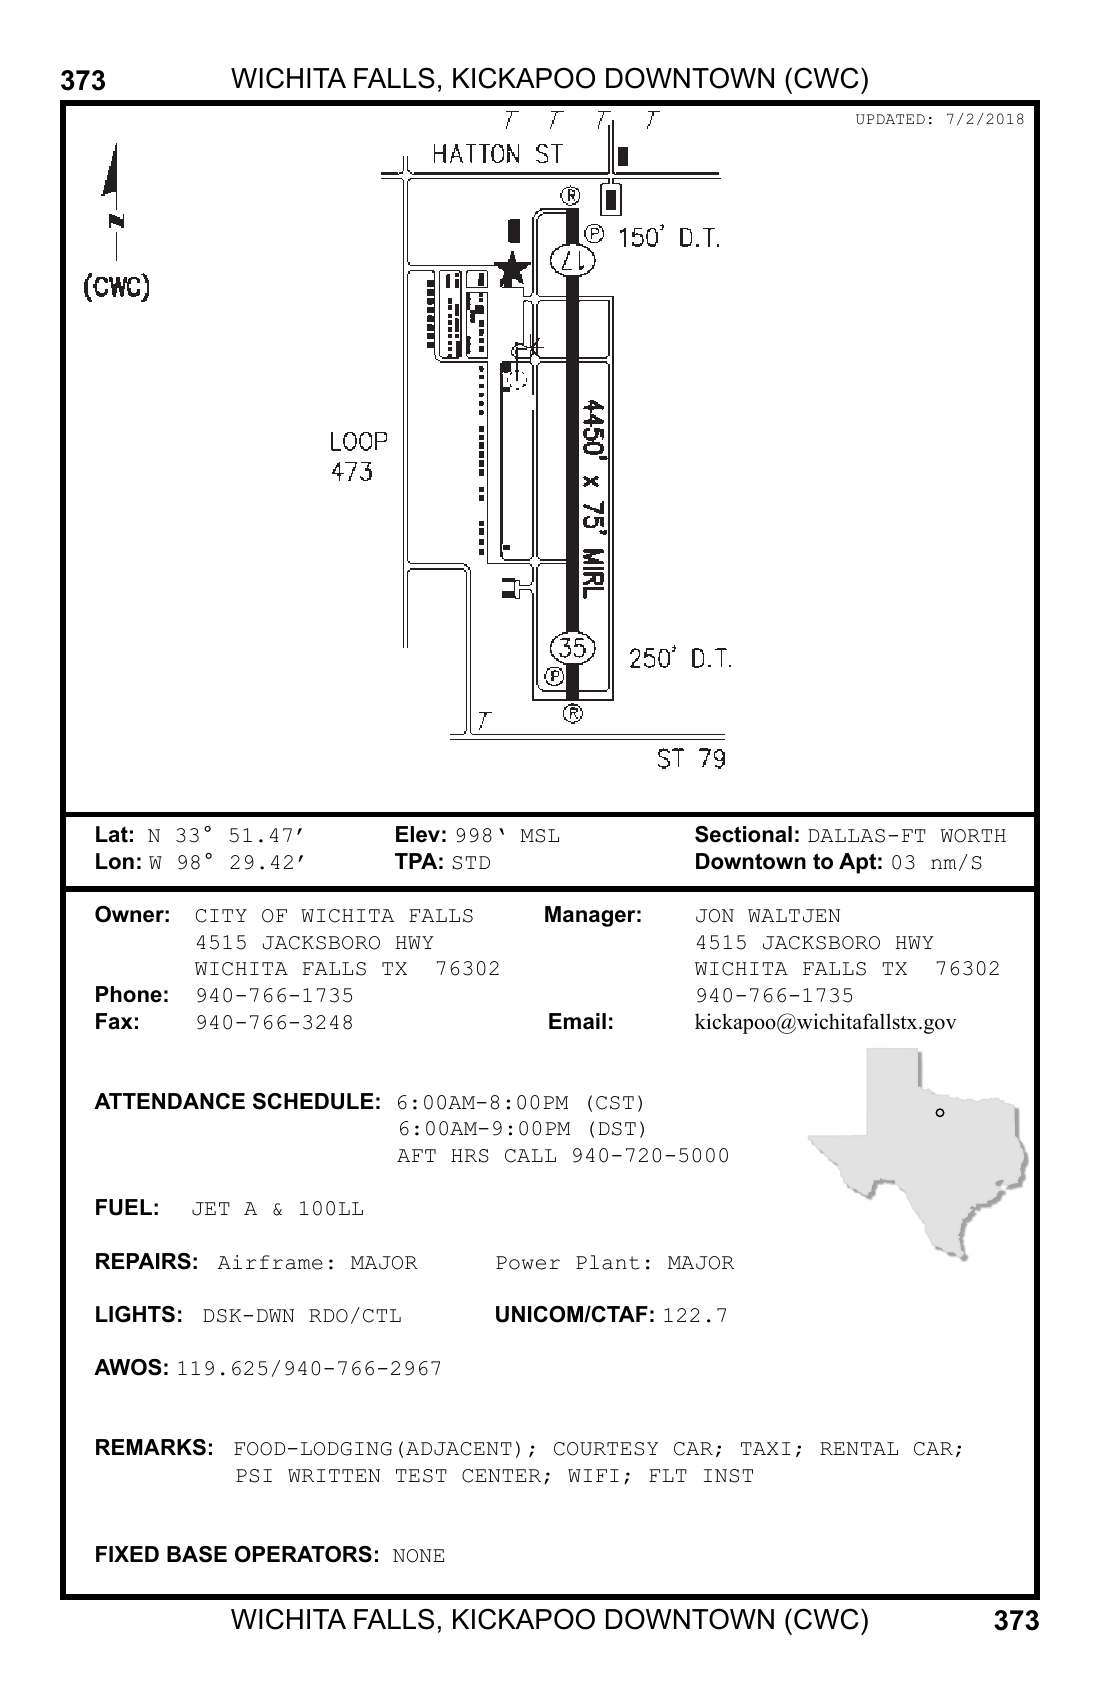 373 WICHITA FALLS, KICKAPOO DOWNTOWN (CWC)
UPDATED: 7/2/2018
T T T T
HATTON ST
N
(CWC)
R
P 150' D.T.
17
LOOP
473
4450' x 75' MIRL
35
250' D.T.
P
R
T
ST 79
Lat: N 33° 51.47′ Elev: 998‘ MSL Sectional: DALLAS-FT WORTH
Lon: W 98° 29.42′ TPA: STD Downtown to Apt: 03 nm/S
Owner: CITY OF WICHITA FALLS Manager: JON WALTJEN
4515 JACKSBORO HWY 4515 JACKSBORO HWY
WICHITA FALLS TX 76302 WICHITA FALLS TX 76302
Phone: 940-766-1735 940-766-1735
Fax: 940-766-3248 Email: kickapoo@wichitafallstx.gov
ATTENDANCE SCHEDULE: 6:00AM-8:00PM (CST)
6:00AM-9:00PM (DST)
AFT HRS CALL 940-720-5000
FUEL: JET A & 100LL
REPAIRS: Airframe: MAJOR Power Plant: MAJOR
LIGHTS: DSK-DWN RDO/CTL UNICOM/CTAF: 122.7
AWOS: 119.625/940-766-2967
REMARKS: FOOD-LODGING(ADJACENT); COURTESY CAR; TAXI; RENTAL CAR;
PSI WRITTEN TEST CENTER; WIFI; FLT INST
FIXED BASE OPERATORS: NONE
WICHITA FALLS, KICKAPOO DOWNTOWN (CWC) 373